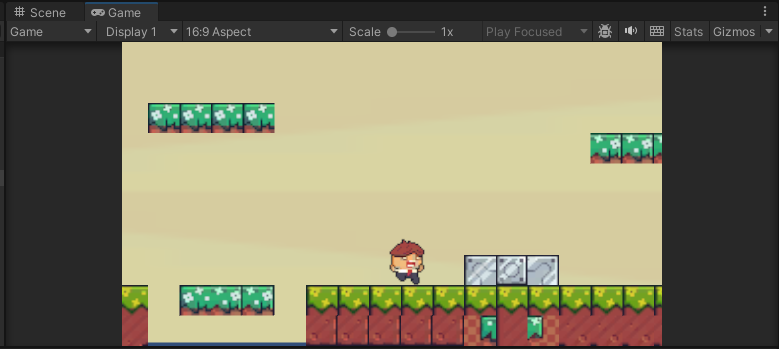 Scene Game
Game Display 1 16:9 Aspect Scale 1x Play Focused Stats Gizmos